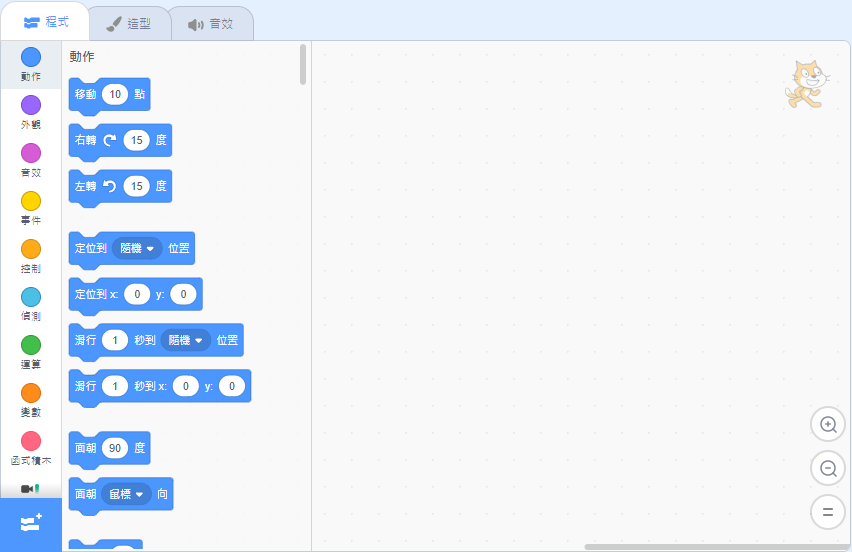 程式 造型 音效
動作
外觀
音效
事件
控制
偵測
運算
變數
函式積木
動作
移動 10 點
右轉 15 度
左轉 15 度
定位到 隨機 位置
定位到 x: 0 y: 0
滑行 1 秒到 隨機 位置
滑行 1 秒到 x: 0 y: 0
面朝 90 度
面朝 鼠標 向